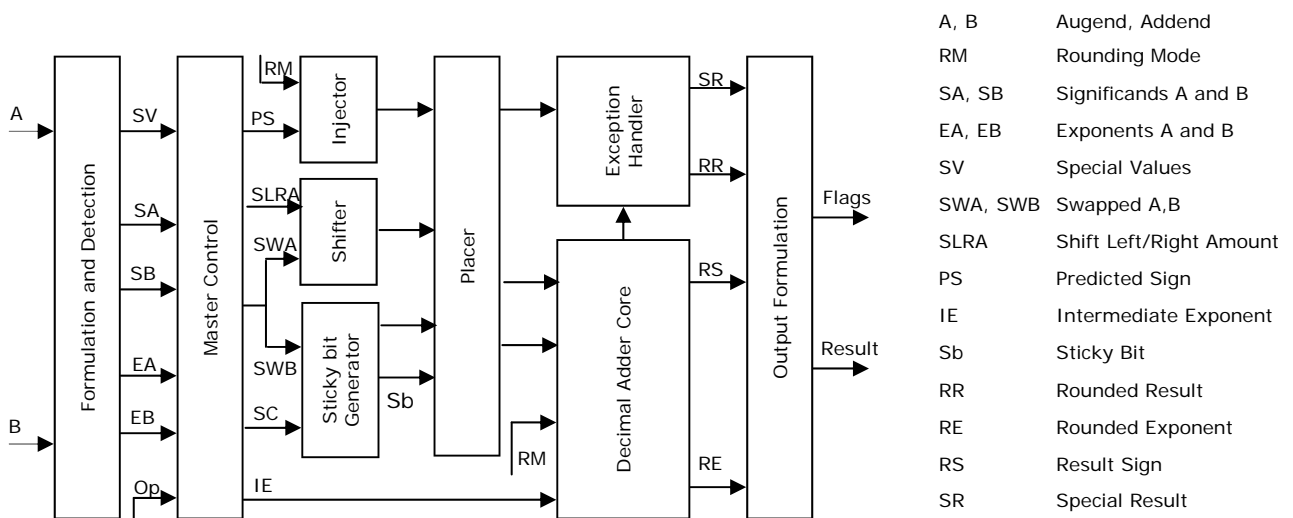 A
B
Formulation and Detection
SV
SA
SB
EA
EB
Op
Master Control
RM
PS
SLRA
SWA
SWB
SC
IE
Injector
Shifter
Sticky bit
Generator
Sb
Placer
RM
Exception
Handler
Decimal Adder Core
SR
RR
RS
RE
Output Formulation
Flags
Result
A, B Augend, Addend
RM Rounding Mode
SA, SB Significands A and B
EA, EB Exponents A and B
SV Special Values
SWA, SWB Swapped A,B
SLRA Shift Left/Right Amount
PS Predicted Sign
IE Intermediate Exponent
Sb Sticky Bit
RR Rounded Result
RE Rounded Exponent
RS Result Sign
SR Special Result